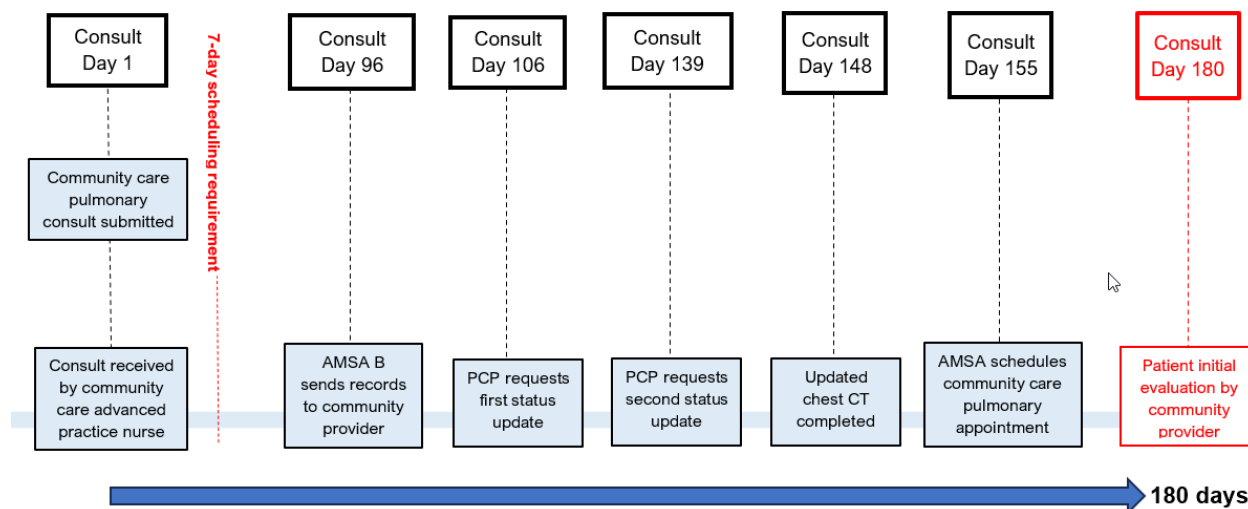 Consult
Day 1
7-day scheduling requirement
Consult
Day 96
Consult
Day 106
Consult
Day 139
Consult
Day 148
Consult
Day 155
Consult
Day 180
Community care
pulmonary
consult submitted
Consult received
by community
care advanced
practice nurse
AMSA B
sends records
to community
provider
PCP requests
first status
update
PCP requests
second status
update
Updated
chest CT
completed
AMSA schedules
community care
pulmonary
appointment
Patient initial
evaluation by
community
provider
180 days